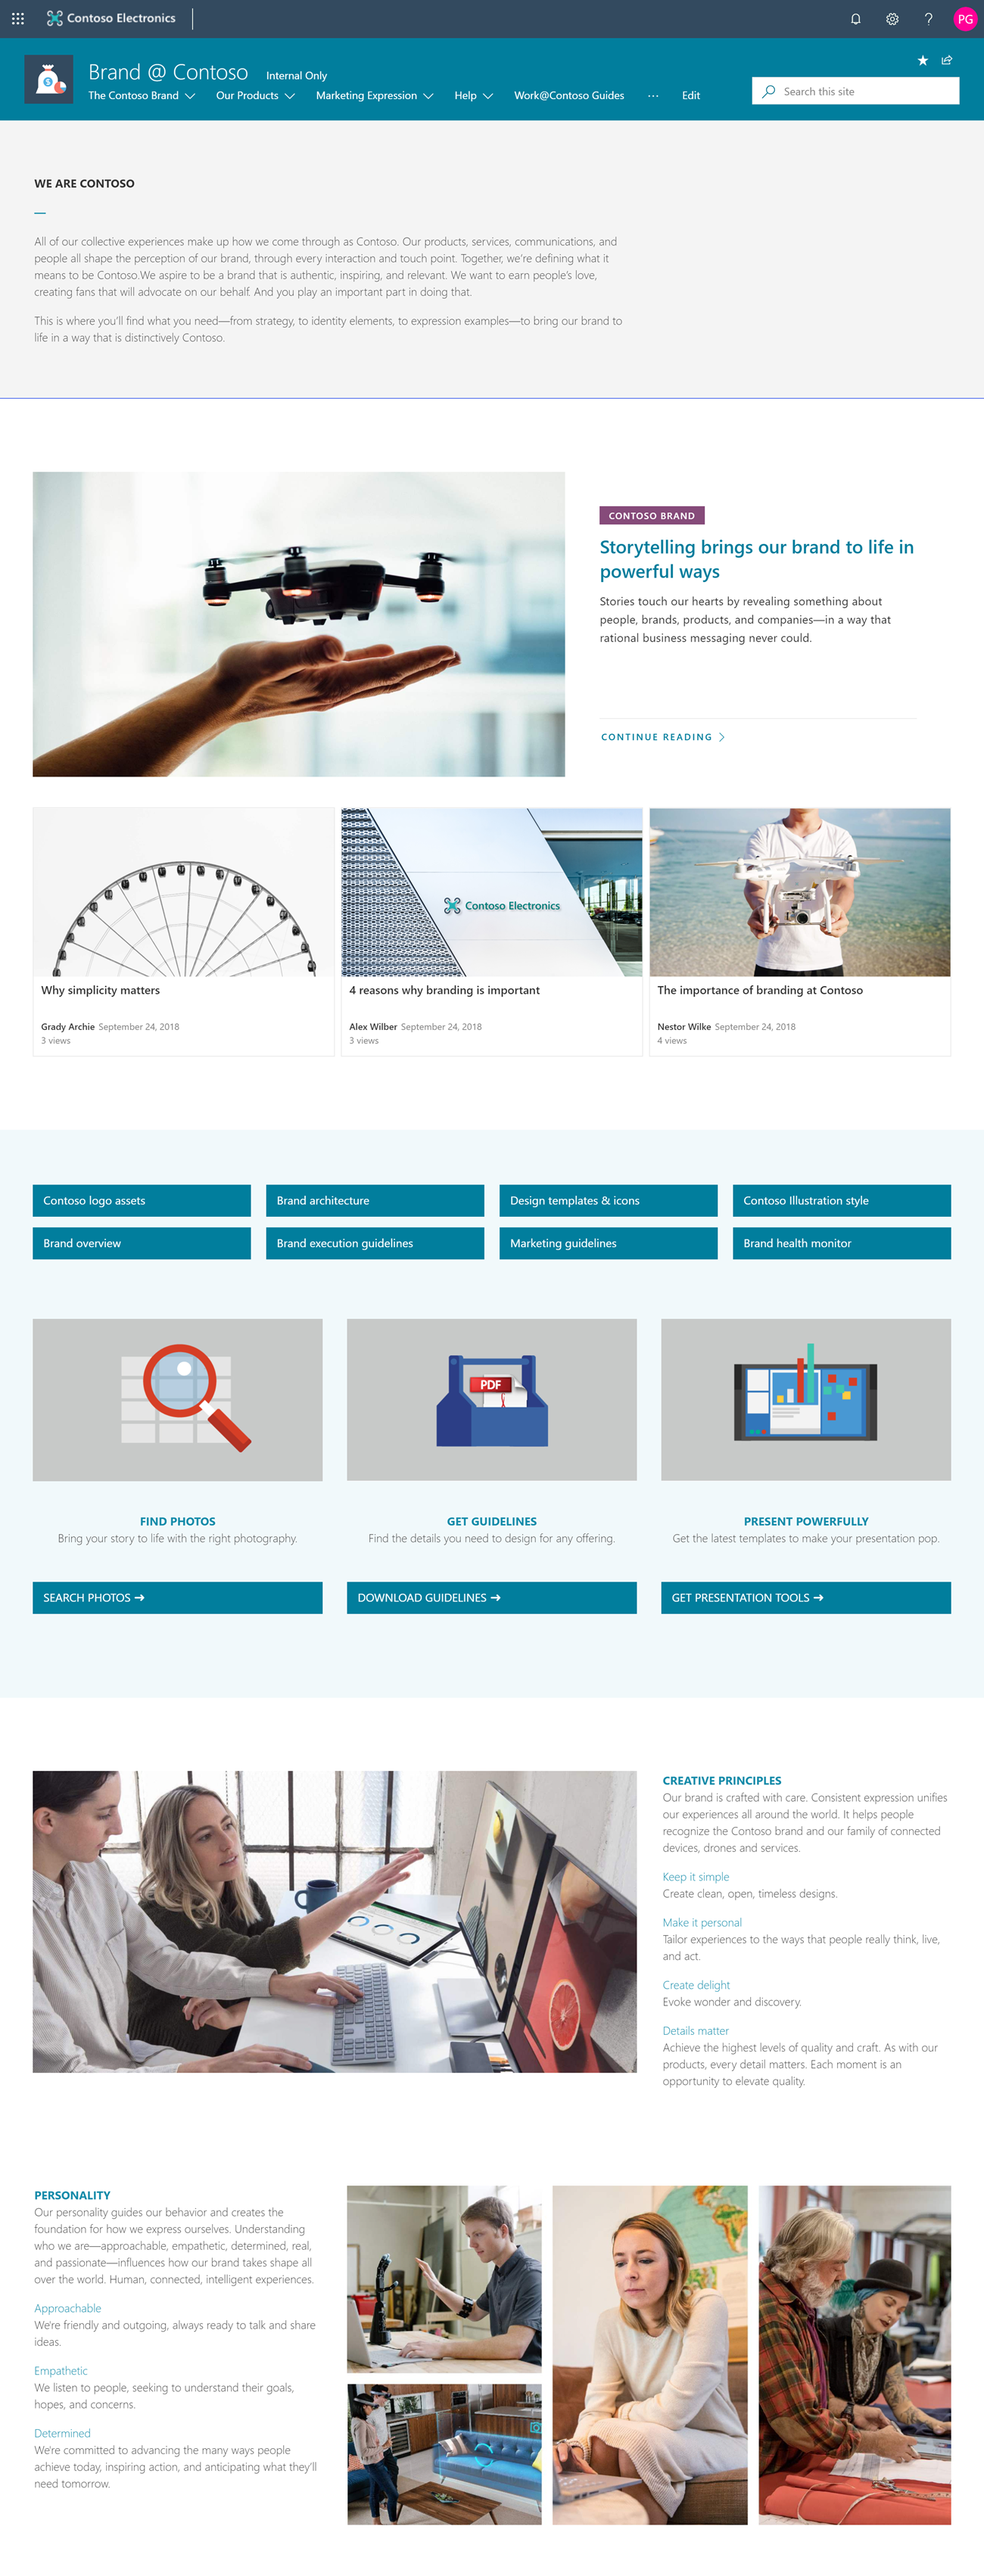 Contoso Electronics
?
PG
Brand @ Contoso Internal Only
The Contoso Brand Our Products Marketing Expression Help Work@Contoso Guides ··· Edit
Search this site
WE ARE CONTOSO
All of our collective experiences make up how we come through as Contoso. Our products, services, communications, and
people all shape the perception of our brand, through every interaction and touch point. Together, we're defining what it
means to be Contoso.We aspire to be a brand that is authentic, inspiring, and relevant. We want to earn people's love,
creating fans that will advocate on our behalf. And you play an important part in doing that.
This is where you'll find what you need—from strategy, to identity elements, to expression examples—to bring our brand to
life in a way that is distinctively Contoso.
CONTOSO BRAND
Storytelling brings our brand to life in
powerful ways
Stories touch our hearts by revealing something about
people, brands, products, and companies—in a way that
rational business messaging never could.
CONTINUE READING
Contoso Electronics
Why simplicity matters
Grady Archie September 24, 2018
3 views
4 reasons why branding is important
Alex Wilber September 24, 2018
3 views
The importance of branding at Contoso
Nestor Wilke September 24, 2018
4 views
Contoso logo assets
Brand architecture
Design templates & icons
Contoso Illustration style
Brand overview
Brand execution guidelines
Marketing guidelines
Brand health monitor
PDF
FIND PHOTOS
Bring your story to life with the right photography.
GET GUIDELINES
Find the details you need to design for any offering.
PRESENT POWERFULLY
Get the latest templates to make your presentation pop.
SEARCH PHOTOS ➔
DOWNLOAD GUIDELINES ➔
GET PRESENTATION TOOLS ➔
CREATIVE PRINCIPLES
Our brand is crafted with care. Consistent expression unifies
our experiences all around the world. It helps people
recognize the Contoso brand and our family of connected
devices, drones and services.
Keep it simple
Create clean, open, timeless designs.
Make it personal
Tailor experiences to the ways that people really think, live,
and act.
Create delight
Evoke wonder and discovery.
Details matter
Achieve the highest levels of quality and craft. As with our
products, every detail matters. Each moment is an
opportunity to elevate quality.
PERSONALITY
Our personality guides our behavior and creates the
foundation for how we express ourselves. Understanding
who we are—approachable, empathetic, determined, real,
and passionate—influences how our brand takes shape all
over the world. Human, connected, intelligent experiences.
Approachable
We're friendly and outgoing, always ready to talk and share
ideas.
Empathetic
We listen to people, seeking to understand their goals,
hopes, and concerns.
Determined
We're committed to advancing the many ways people
achieve today, inspiring action, and anticipating what they'll
need tomorrow.